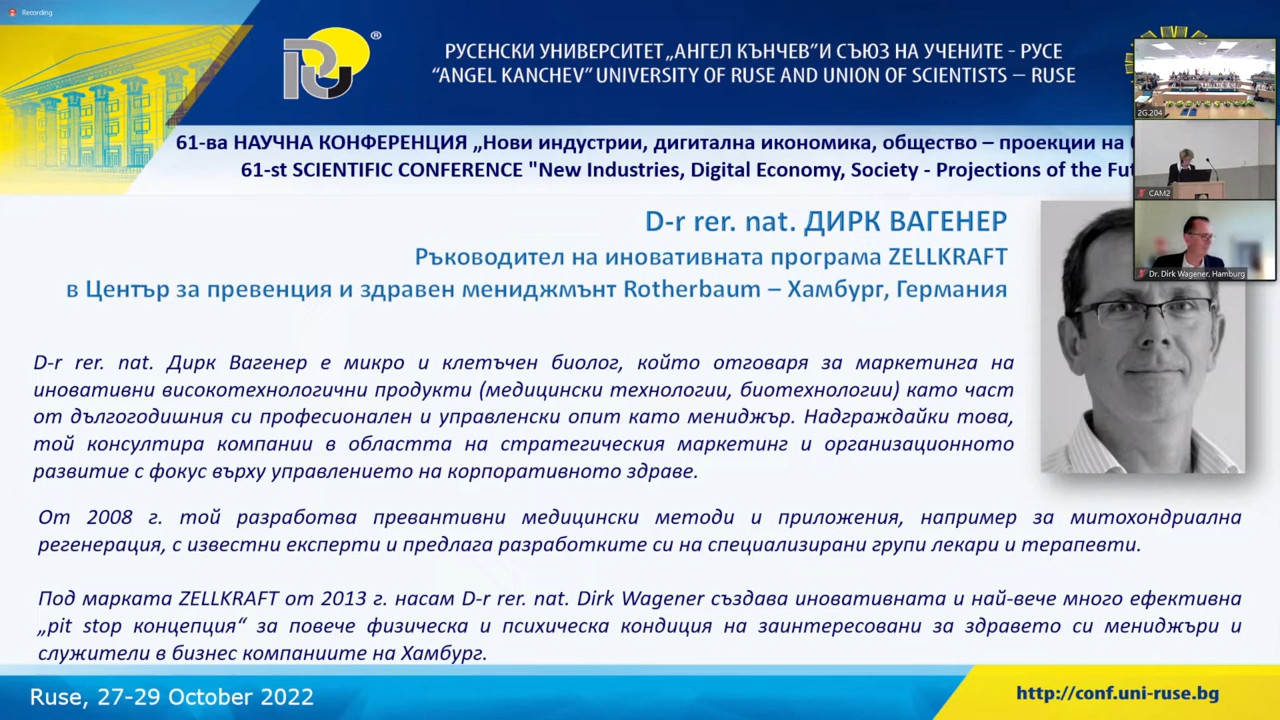 Recording
РУСЕНСКИ УНИВЕРСИТЕТ „АНГЕЛ КЪНЧЕВ” И СЪЮЗ НА УЧЕНИТЕ - РУСЕ
“ANGEL KANCHEV” UNIVERSITY OF RUSE AND UNION OF SCIENTISTS – RUSE
61-ва НАУЧНА КОНФЕРЕНЦИЯ „Нови индустрии, дигитална икономика, общество – проекции на
61-st SCIENTIFIC CONFERENCE "New Industries, Digital Economy, Society - Projections of the Fut
2G.204
CAM2
Dr. Dirk Wagener, Hamburg
D-r rer. nat. ДИРК ВАГЕНЕР
Ръководител на иновативната програма ZELLKRAFT
в Център за превенция и здравен мениджмънт Rotherbaum – Хамбург, Германия
D-r rer. nat. Дирк Вагенер е микро и клетъчен биолог, който отговаря за маркетинга на
иновативни високотехнологични продукти (медицински технологии, биотехнологии) като част
от дългогодишния си професионален и управленски опит като мениджър. Надграждайки това,
той консултира компании в областта на стратегическия маркетинг и организационното
развитие с фокус върху управлението на корпоративното здраве.
От 2008 г. той разработва превантивни медицински методи и приложения, например за митохондриална
регенерация, с известни експерти и предлага разработките си на специализирани групи лекари и терапевти.
Под марката ZELLKRAFT от 2013 г. насам D-r rer. nat. Dirk Wagener създава иновативната и най-вече много ефективна
„pit stop концепция“ за повече физическа и психическа кондиция на заинтересовани за здравето си мениджъри и
служители в бизнес компаниите на Хамбург.
Ruse, 27-29 October 2022
http://conf.uni-ruse.bg